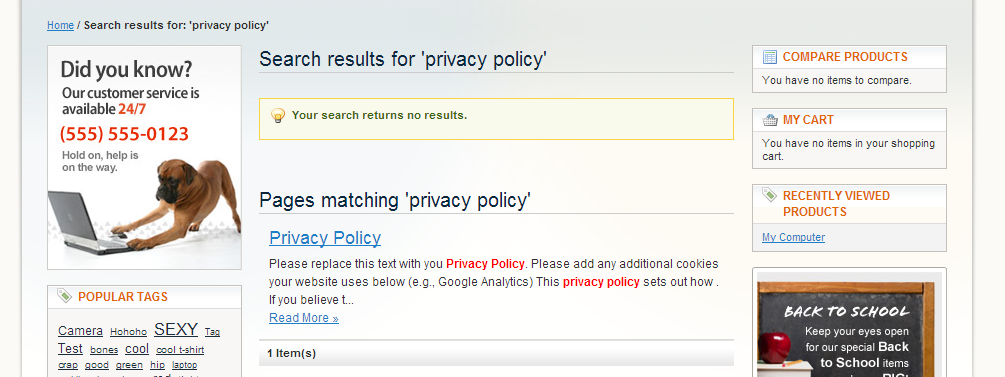 Home / Search results for: 'privacy policy'
Did you know?
Our customer service is
available 24/7
(555) 555-0123
Hold on, help is
on the way.
POPULAR TAGS
Camera Hohoho SEXY Tag
Test bones cool cool t-shirt
crap good green hip laptop
Search results for 'privacy policy'
Your search returns no results.
Pages matching 'privacy policy'
Privacy Policy
Please replace this text with you Privacy Policy. Please add any additional cookies
your website uses below (e.g., Google Analytics) This privacy policy sets out how .
If you believe t...
Read More »
1 Item(s)
COMPARE PRODUCTS
You have no items to compare.
MY CART
You have no items in your shopping
cart.
RECENTLY VIEWED
PRODUCTS
My Computer
BACK TO SCHOOL
Keep your eyes open
for our special Back
to School items